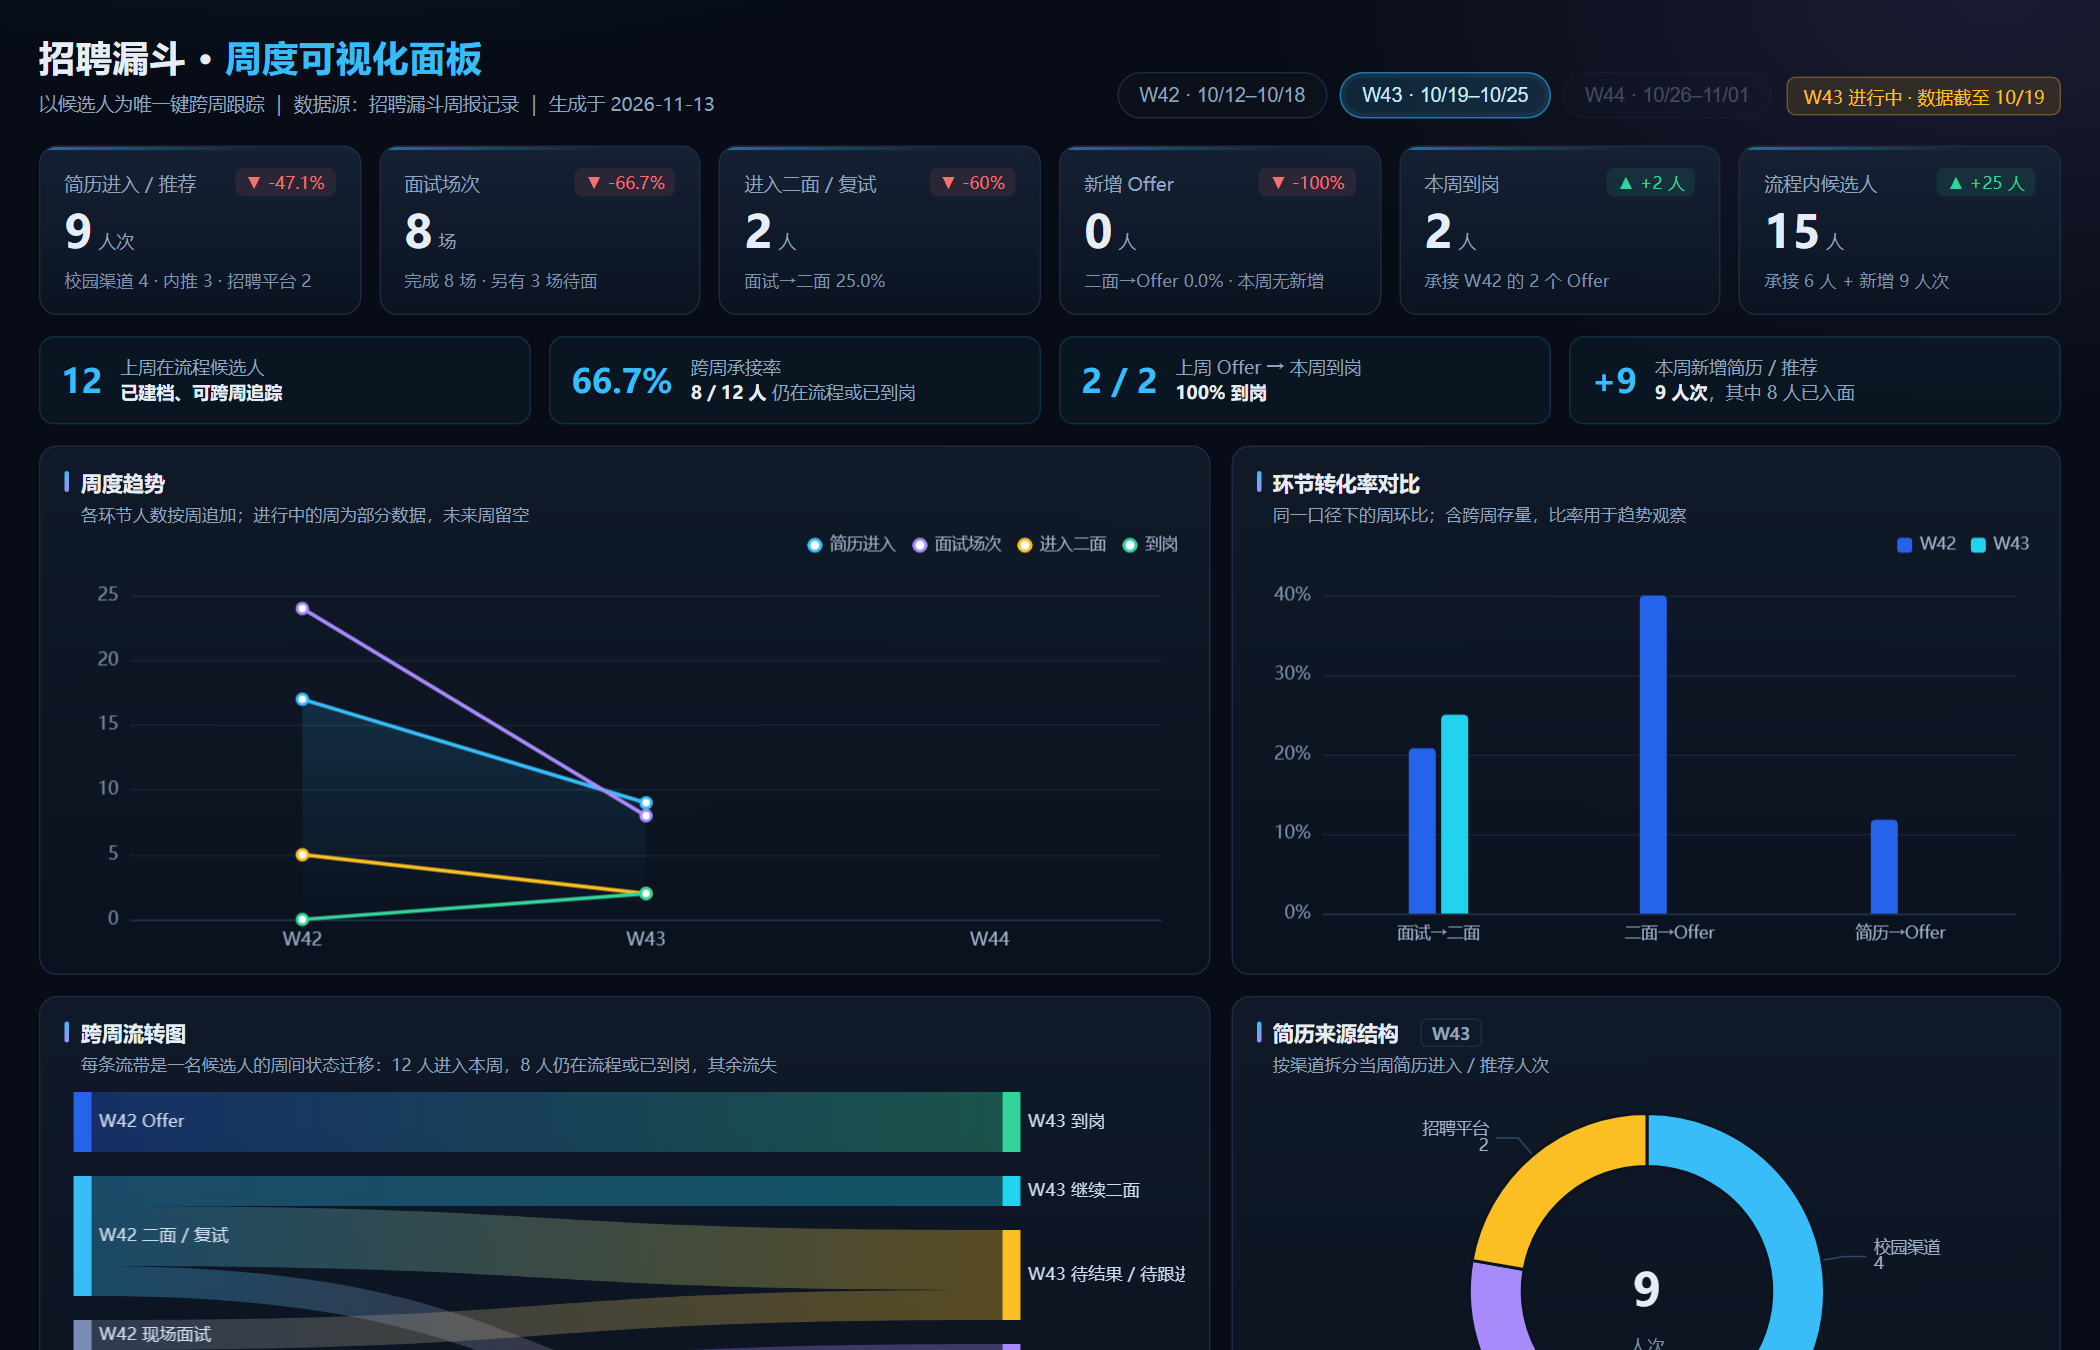 招聘漏斗 • 周度可视化面板
以候选人为唯一键跨周跟踪 | 数据源：招聘漏斗周报记录 | 生成于 2026-11-13
W42 · 10/12–10/18
W43 · 10/19–10/25
W44 · 10/26–11/01
W43 进行中 · 数据截至 10/19
简历进入 / 推荐
▼ -47.1%
9 人次
校园渠道 4 · 内推 3 · 招聘平台 2
面试场次
▼ -66.7%
8 场
完成 8 场 · 另有 3 场待面
进入二面 / 复试
▼ -60%
2 人
面试→二面 25.0%
新增 Offer
▼ -100%
0 人
二面→Offer 0.0% · 本周无新增
本周到岗
▲ +2 人
2 人
承接 W42 的 2 个 Offer
流程内候选人
▲ +25 人
15 人
承接 6 人 + 新增 9 人次
12
上周在流程候选人
已建档、可跨周追踪
66.7%
跨周承接率
8 / 12 人 仍在流程或已到岗
2 / 2
上周 Offer → 本周到岗
100% 到岗
+9
本周新增简历 / 推荐
9 人次，其中 8 人已入面
周度趋势
各环节人数按周追加；进行中的周为部分数据，未来周留空
简历进入
面试场次
进入二面
到岗
25
20
15
10
5
0
W42
W43
W44
环节转化率对比
同一口径下的周环比；含跨周存量，比率用于趋势观察
W42
W43
40%
30%
20%
10%
0%
面试→二面
二面→Offer
简历→Offer
跨周流转图
每条流带是一名候选人的周间状态迁移：12 人进入本周，8 人仍在流程或已到岗，其余流失
W42 Offer
W43 到岗
W43 继续二面
W42 二面 / 复试
W43 待结果 / 待跟进
W42 现场面试
简历来源结构
W43
按渠道拆分当周简历进入 / 推荐人次
招聘平台
2
校园渠道
4
9
人次